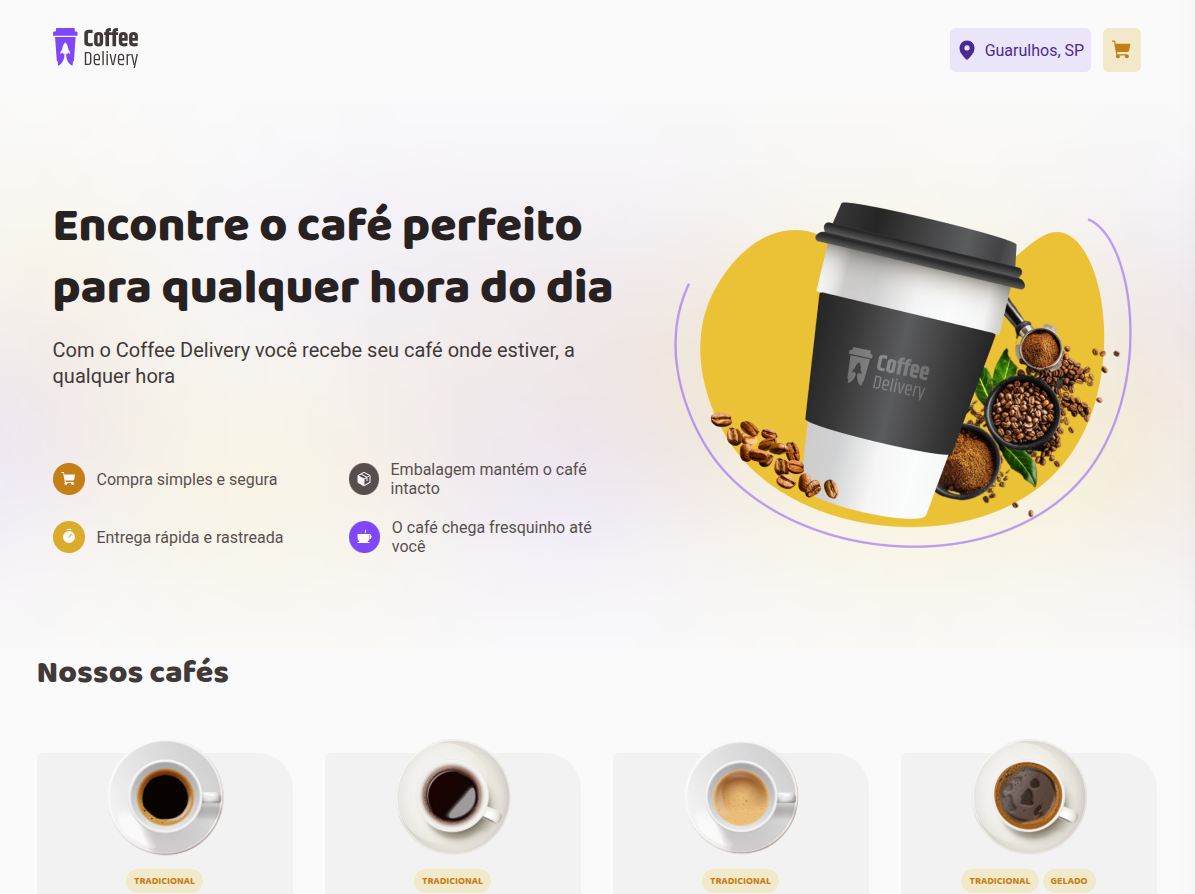 Coffee
Delivery
Guarulhos, SP
Encontre o café perfeito
para qualquer hora do dia
Com o Coffee Delivery você recebe seu café onde estiver, a
qualquer hora
Coffee
Delivery
Compra simples e segura
Embalagem mantém o café
intacto
Entrega rápida e rastreada
O café chega fresquinho até
você
Nossos cafés
TRADICIONAL
TRADICIONAL
TRADICIONAL
TRADICIONAL
GELADO